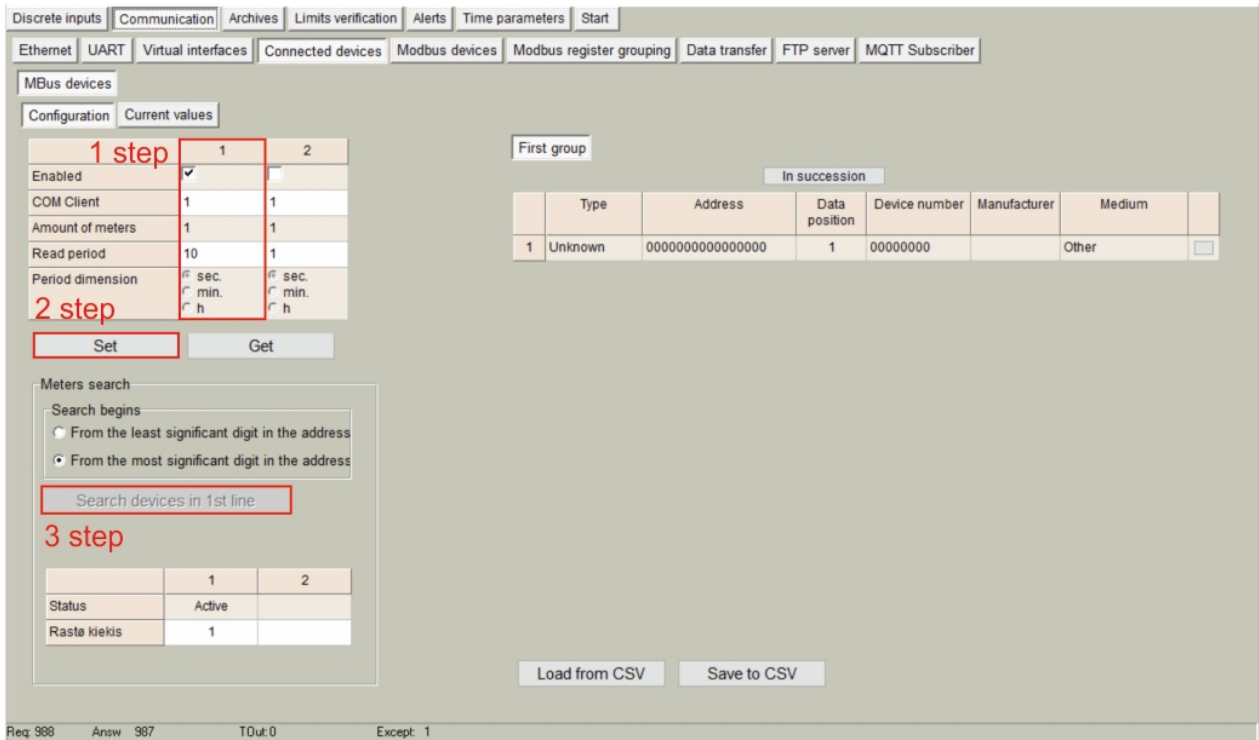 Discrete inputs Communication Archives Limits verification Alerts Time parameters Start
Ethernet UART Virtual interfaces Connected devices Modbus devices Modbus register grouping Data transfer FTP server MQTT Subscriber
MBus devices
Configuration Current values
1 step 1 2
Enabled
COM Client 1 1
Amount of meters 1 1
Read period 10 1
Period dimension sec. sec.
min. min.
h h
2 step
Set Get
First group
In succession
Type Address Data position Device number Manufacturer Medium
1 Unknown 0000000000000000 1 00000000 Other
Meters search
Search begins
From the least significant digit in the address
From the most significant digit in the address
Search devices in 1st line
3 step
1 2
Status Active
Rastø kiekis 1
Load from CSV Save to CSV
Req: 988 Answ 987 TOut: 0 Except: 1